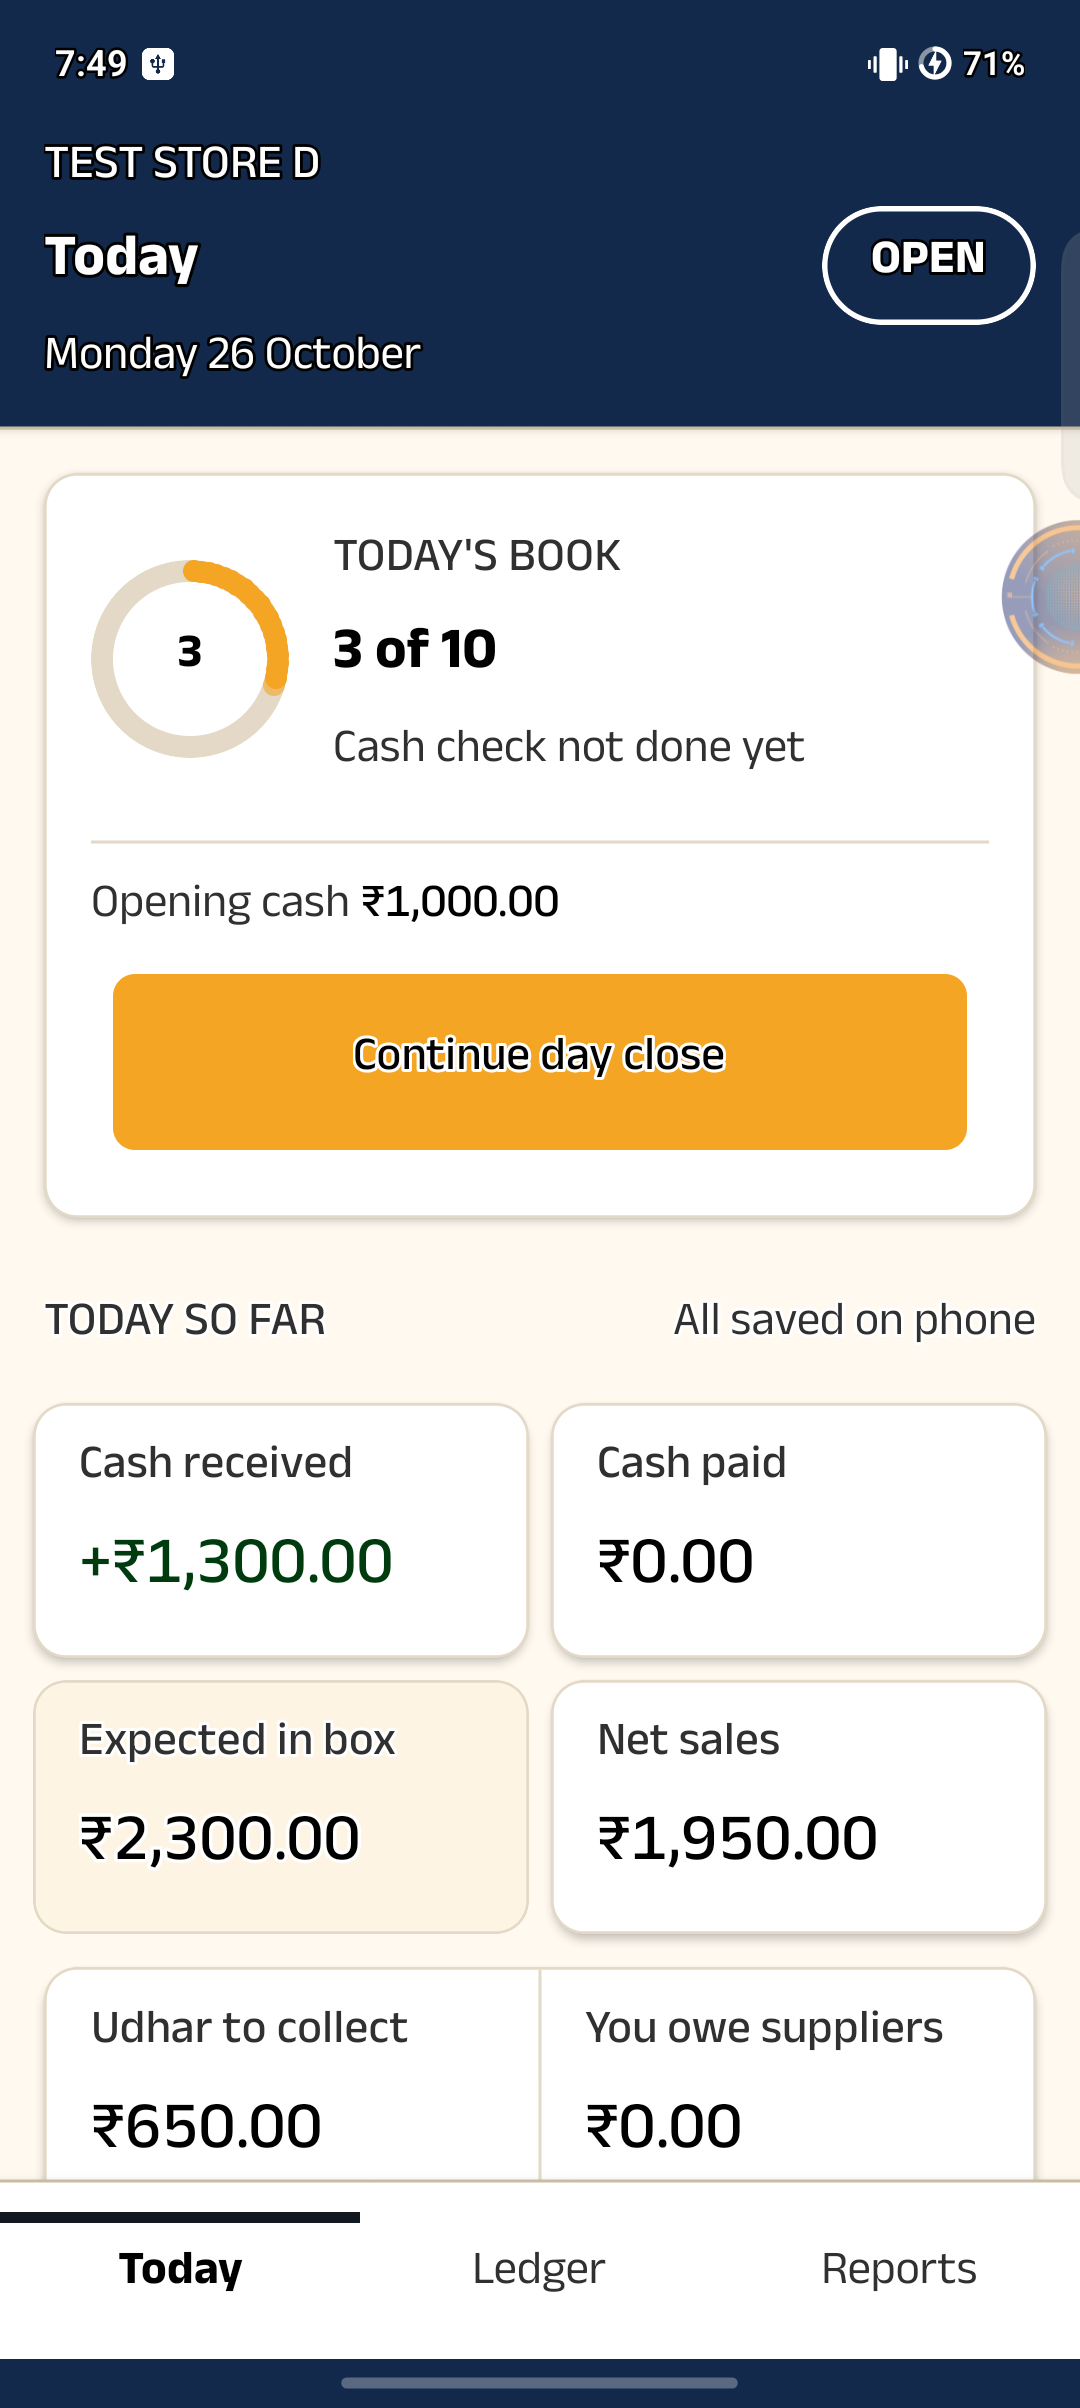 7:49
71%
TEST STORE D
Today
OPEN
Monday 26 October
TODAY'S BOOK
3
3 of 10
Cash check not done yet
Opening cash ₹1,000.00
Continue day close
TODAY SO FAR
All saved on phone
Cash received
+₹1,300.00
Cash paid
₹0.00
Expected in box
₹2,300.00
Net sales
₹1,950.00
Udhar to collect
₹650.00
You owe suppliers
₹0.00
Today
Ledger
Reports